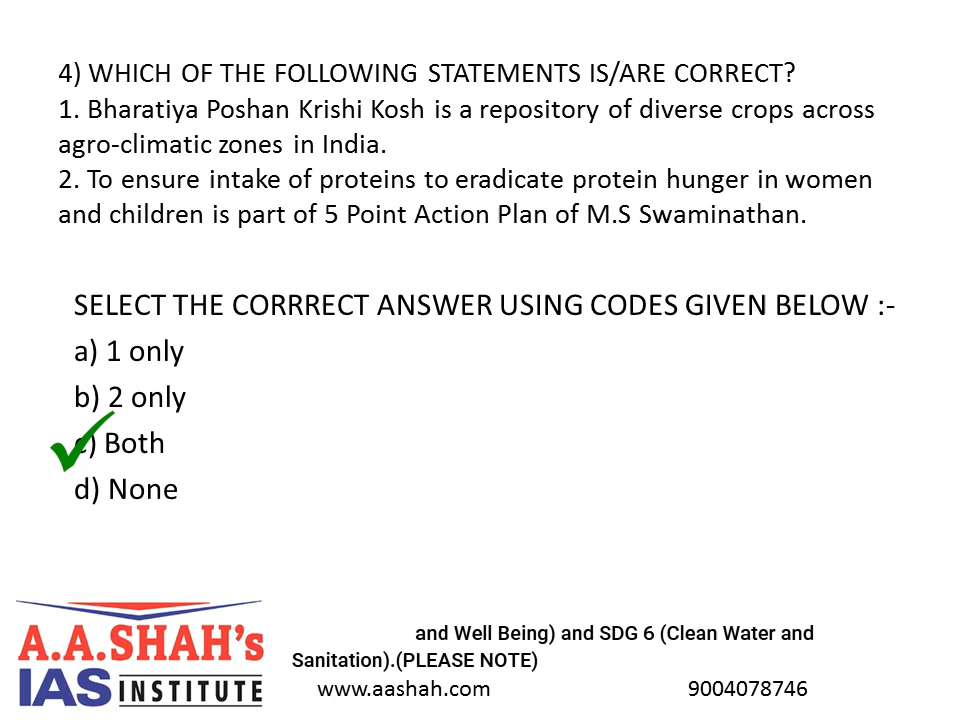 4) WHICH OF THE FOLLOWING STATEMENTS IS/ARE CORRECT?
1. Bharatiya Poshan Krishi Kosh is a repository of diverse crops across
agro-climatic zones in India.
2. To ensure intake of proteins to eradicate protein hunger in women
and children is part of 5 Point Action Plan of M.S Swaminathan.
SELECT THE CORRRECT ANSWER USING CODES GIVEN BELOW :-
a) 1 only
b) 2 only
c) Both
d) None
A.A.SHAH's
IAS INSTITUTE
and Well Being) and SDG 6 (Clean Water and
Sanitation).(PLEASE NOTE)
www.aashah.com 9004078746